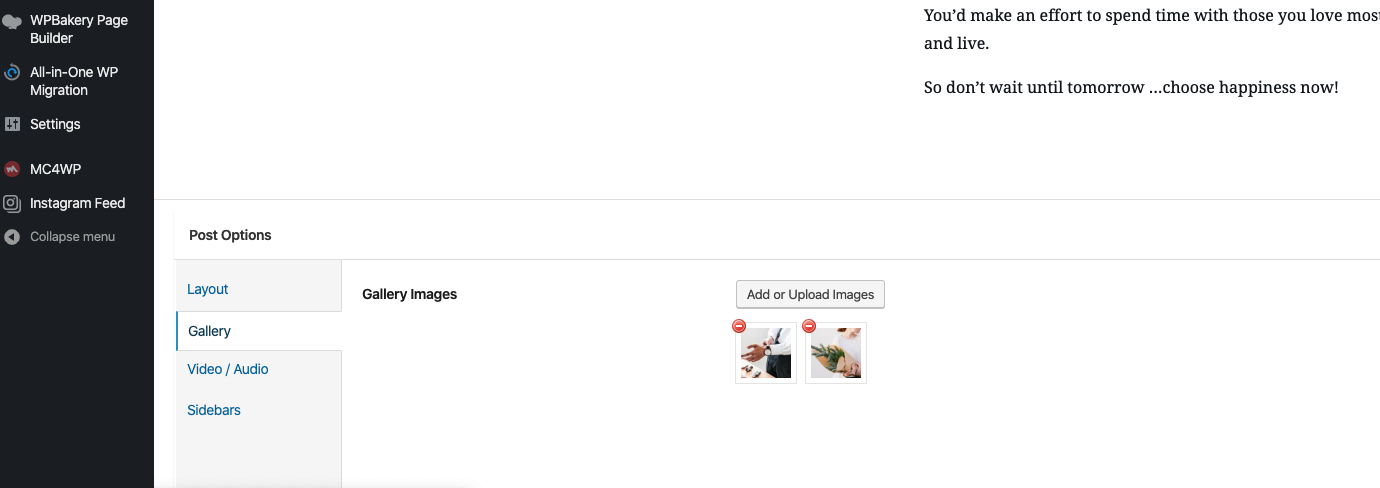 WPBakery Page
Builder
All-in-One WP
Migration
Settings
MC4WP
Instagram Feed
Collapse menu
You’d make an effort to spend time with those you love most
and live.
So don’t wait until tomorrow …choose happiness now!
Post Options
Layout
Gallery
Video / Audio
Sidebars
Gallery Images
Add or Upload Images